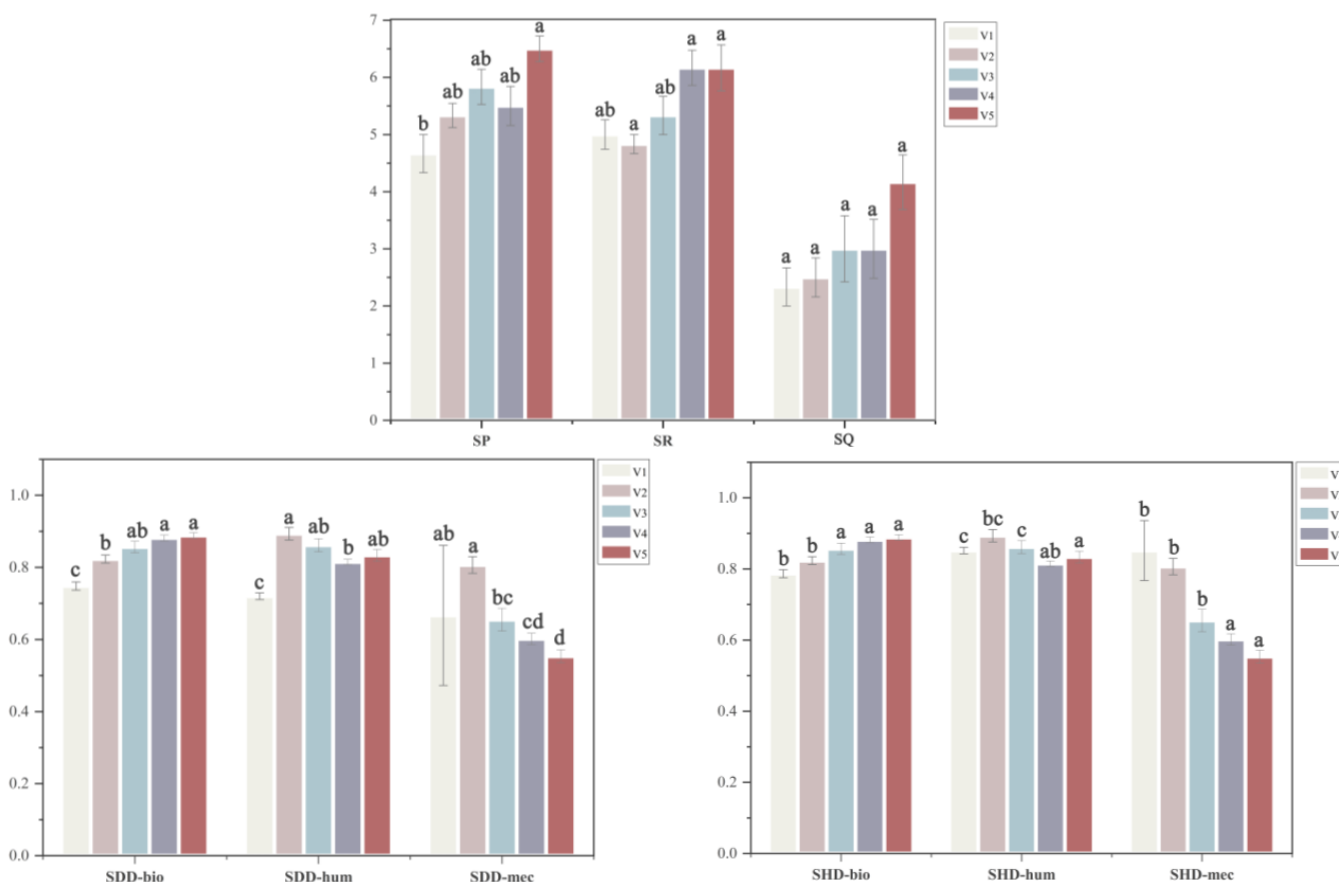 7
6
5
4
3
2
1
0
b
ab
ab
ab
a
ab
a
ab
a
a
a
a
a
a
a
SP
SR
SQ
V1
V2
V3
V4
V5
1.0
0.8
0.6
0.4
0.2
0.0
c
b
ab
a
a
c
a
ab
b
ab
ab
a
bc
cd
d
SDD-bio
SDD-hum
SDD-mec
V1
V2
V3
V4
V5
1.0
0.8
0.6
0.4
0.2
0.0
b
b
a
a
a
c
bc
c
ab
a
b
b
b
a
a
SHD-bio
SHD-hum
SHD-mec
V
V
V
V
V